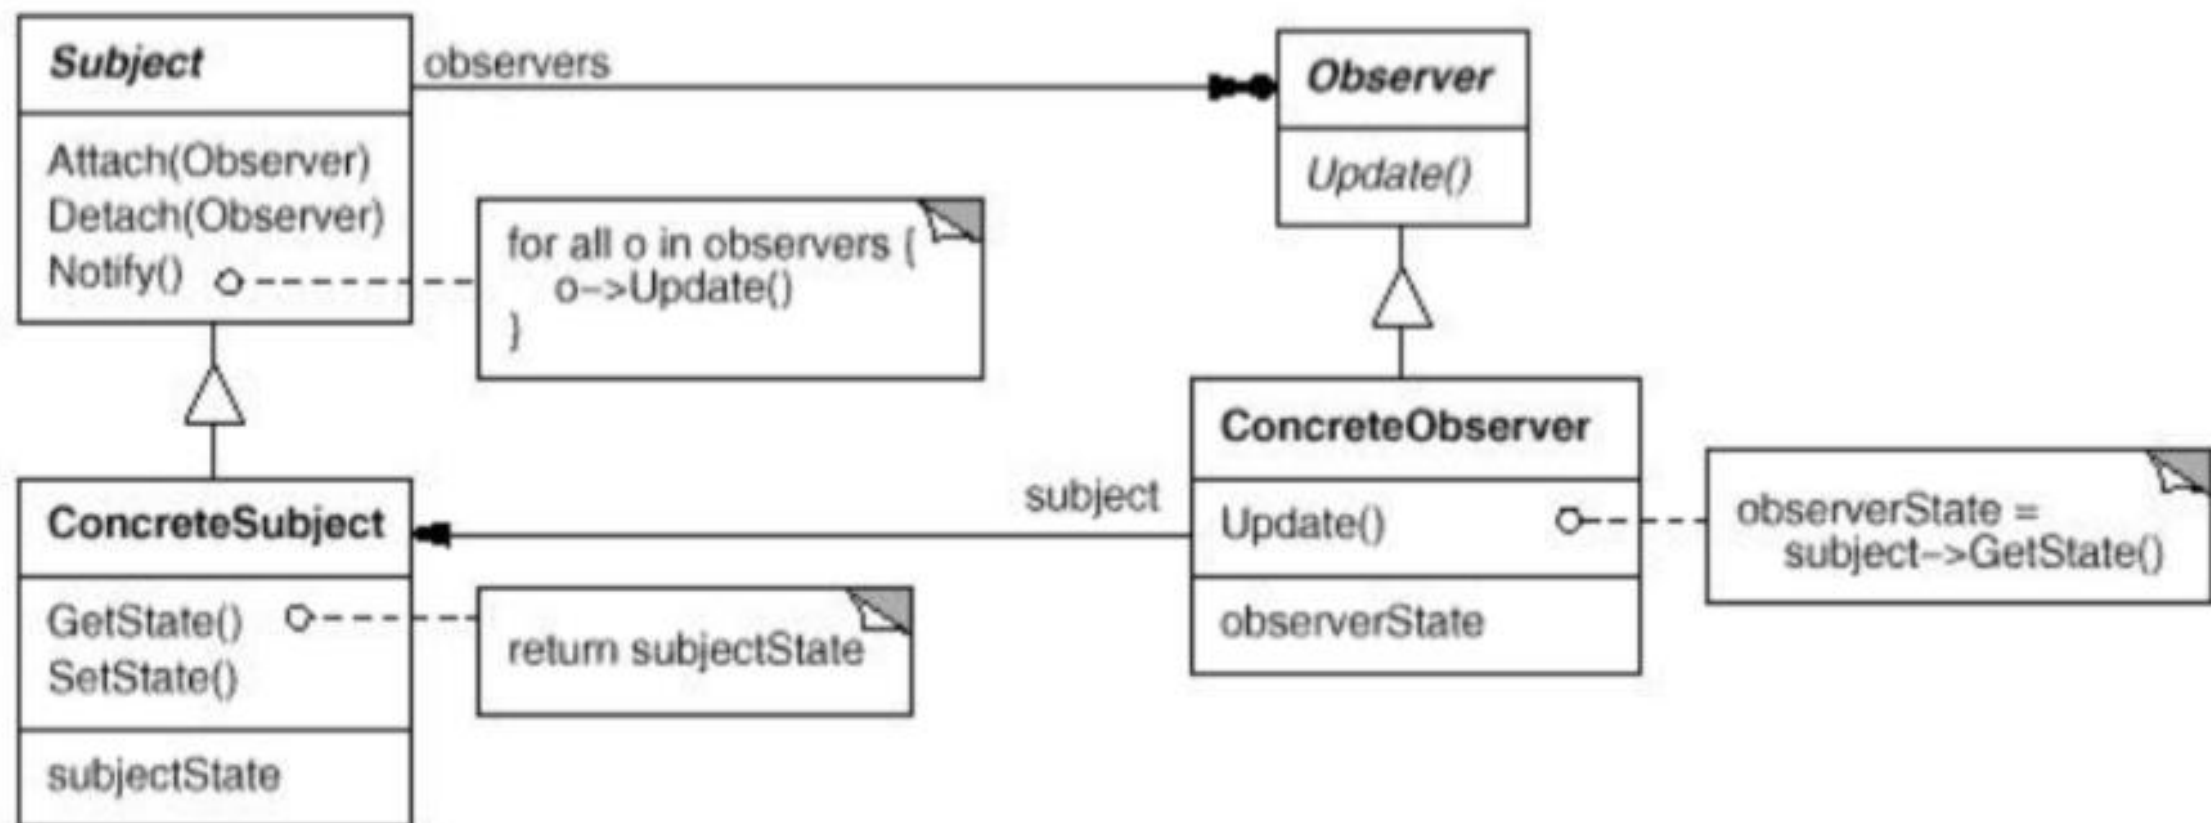 Subject
observers
Observer
Attach(Observer)
Detach(Observer)
Notify()
Update()
for all o in observers {
o->Update()
}
ConcreteObserver
Update()
observerState
observerState =
subject->GetState()
subject
ConcreteSubject
GetState()
SetState()
subjectState
return subjectState